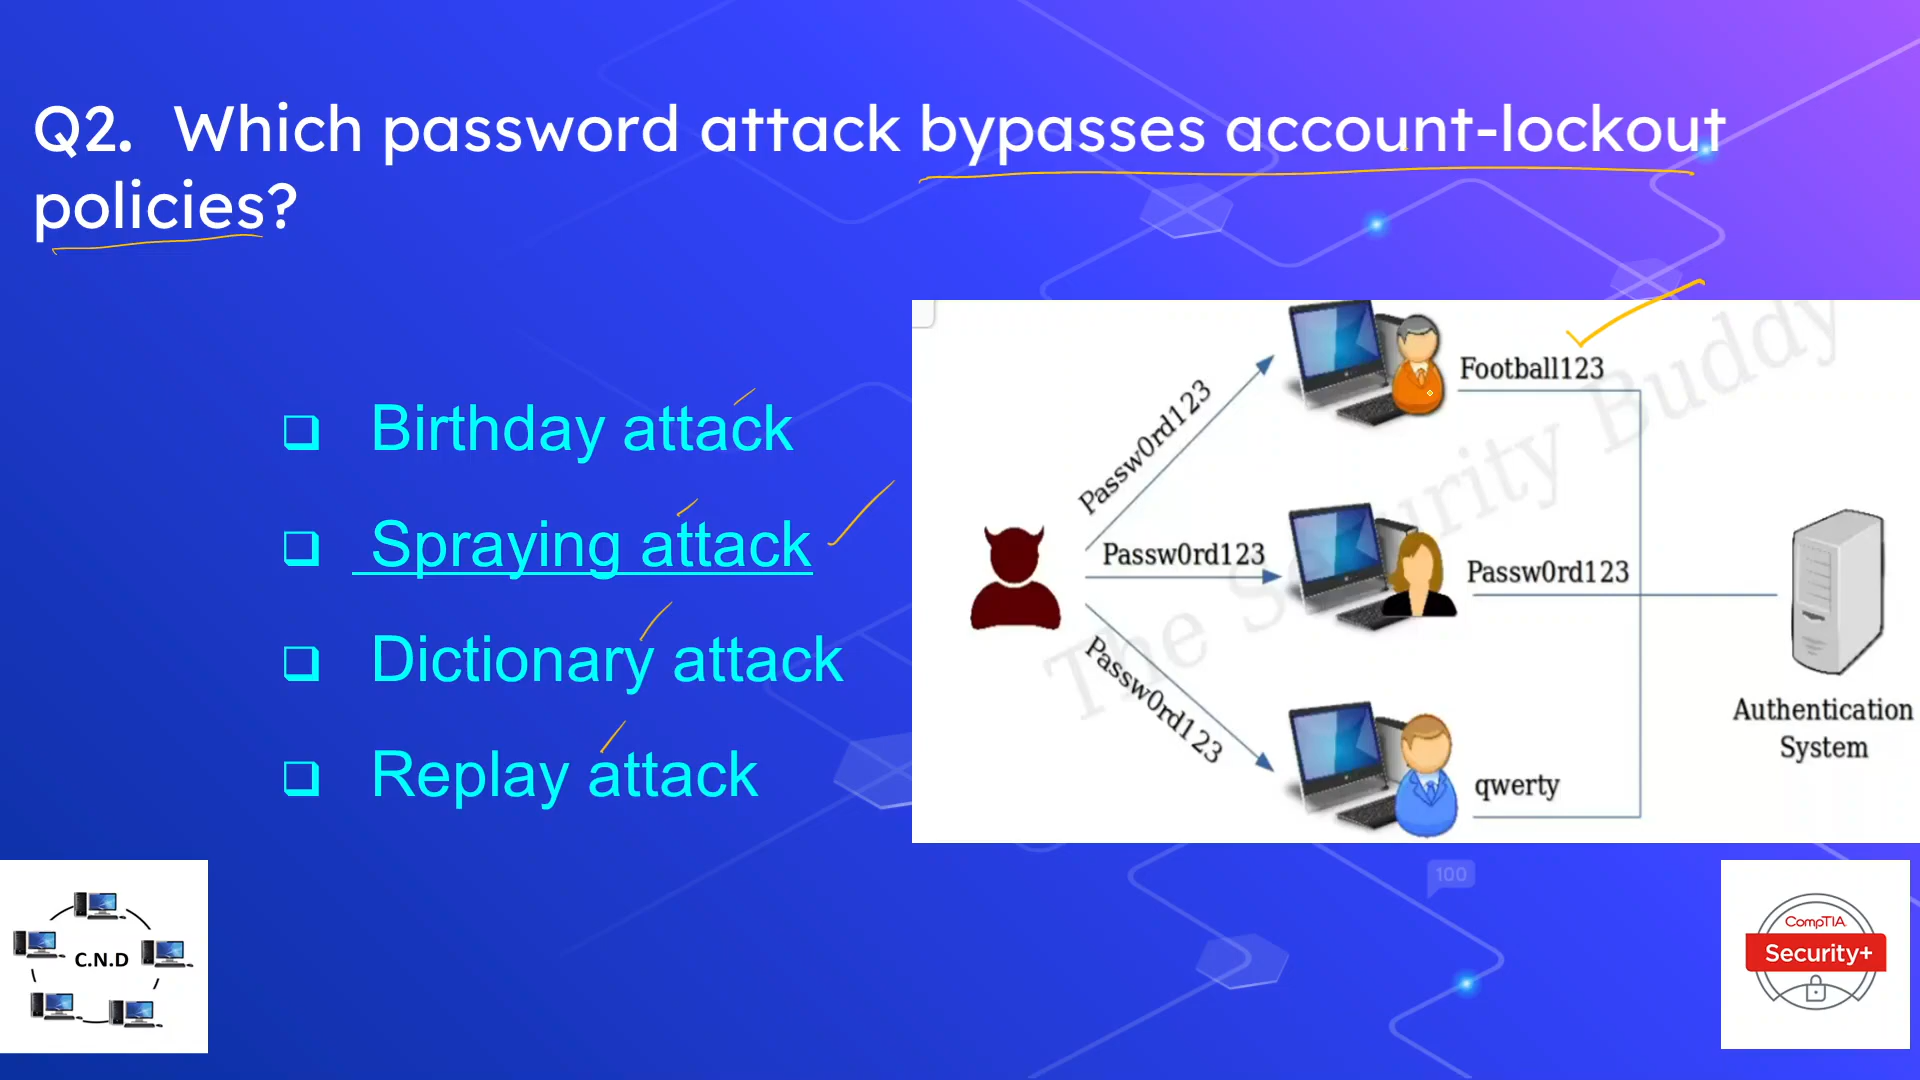 Q2. Which password attack bypasses account-lockout
policies?
Birthday attack
Spraying attack
Dictionary attack
Replay attack
Passw0rd123
Passw0rd123
Passw0rd123
Football123
Passw0rd123
qwerty
Authentication
System
The Security Buddy
C.N.D
100
CompTIA
Security+